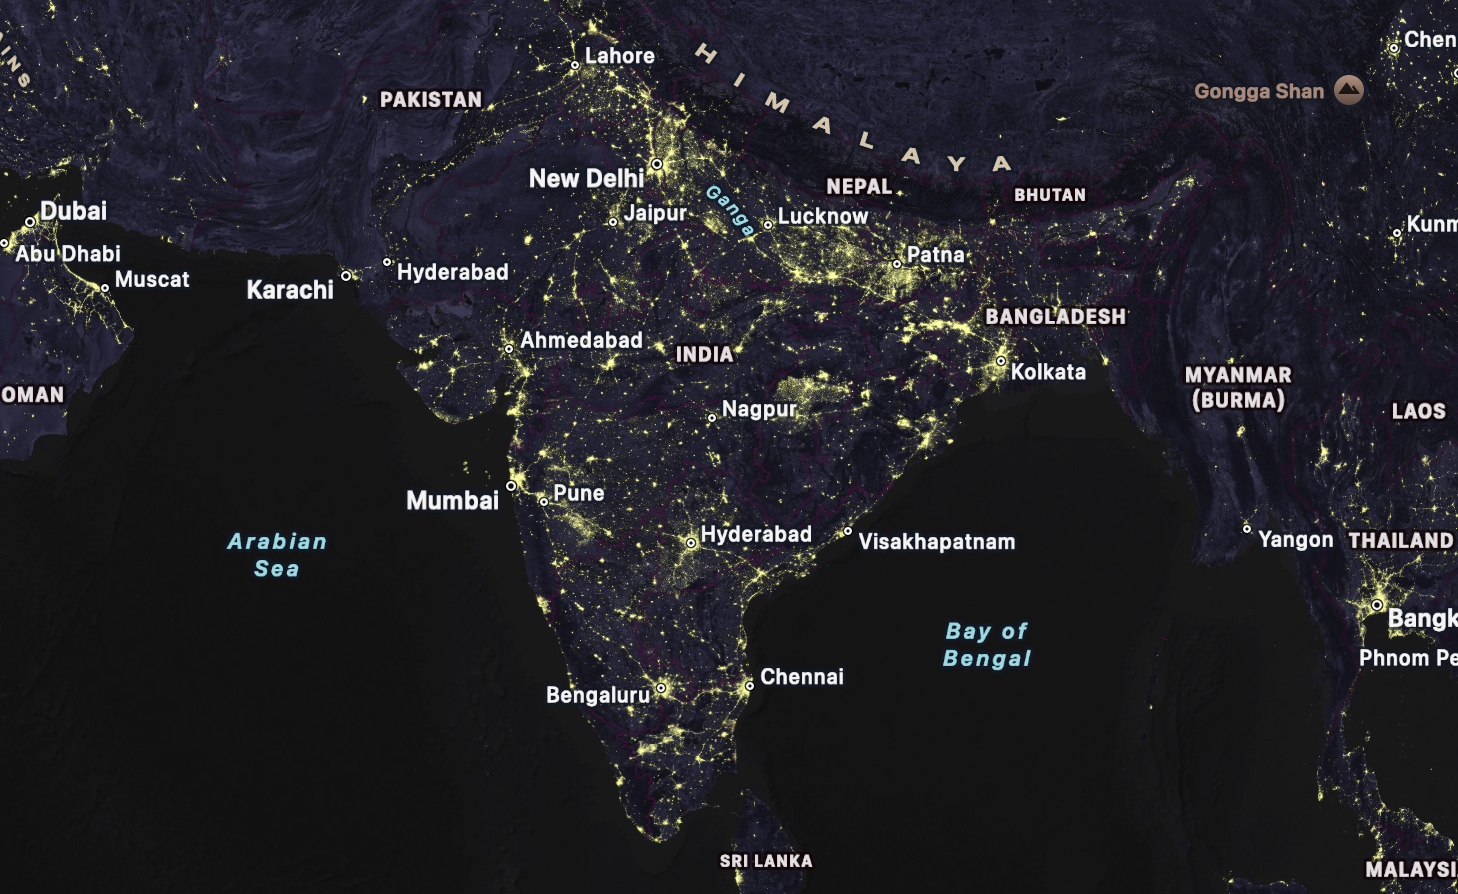 AINS
Lahore
PAKISTAN
HIMALAYA
Gongga Shan
Chen
New Delhi
NEPAL
BHUTAN
Ganga
Dubai
Jaipur
Lucknow
Kunm
Abu Dhabi
Patna
Muscat
Karachi
Hyderabad
BANGLADESH
Ahmedabad
INDIA
Kolkata
OMAN
MYANMAR
(BURMA)
LAOS
Nagpur
Mumbai
Pune
Arabian
Sea
Hyderabad
Visakhapatnam
Yangon
THAILAND
Bay of
Bengal
Bangk
Phnom Pe
Bengaluru
Chennai
SRI LANKA
MALAYSI